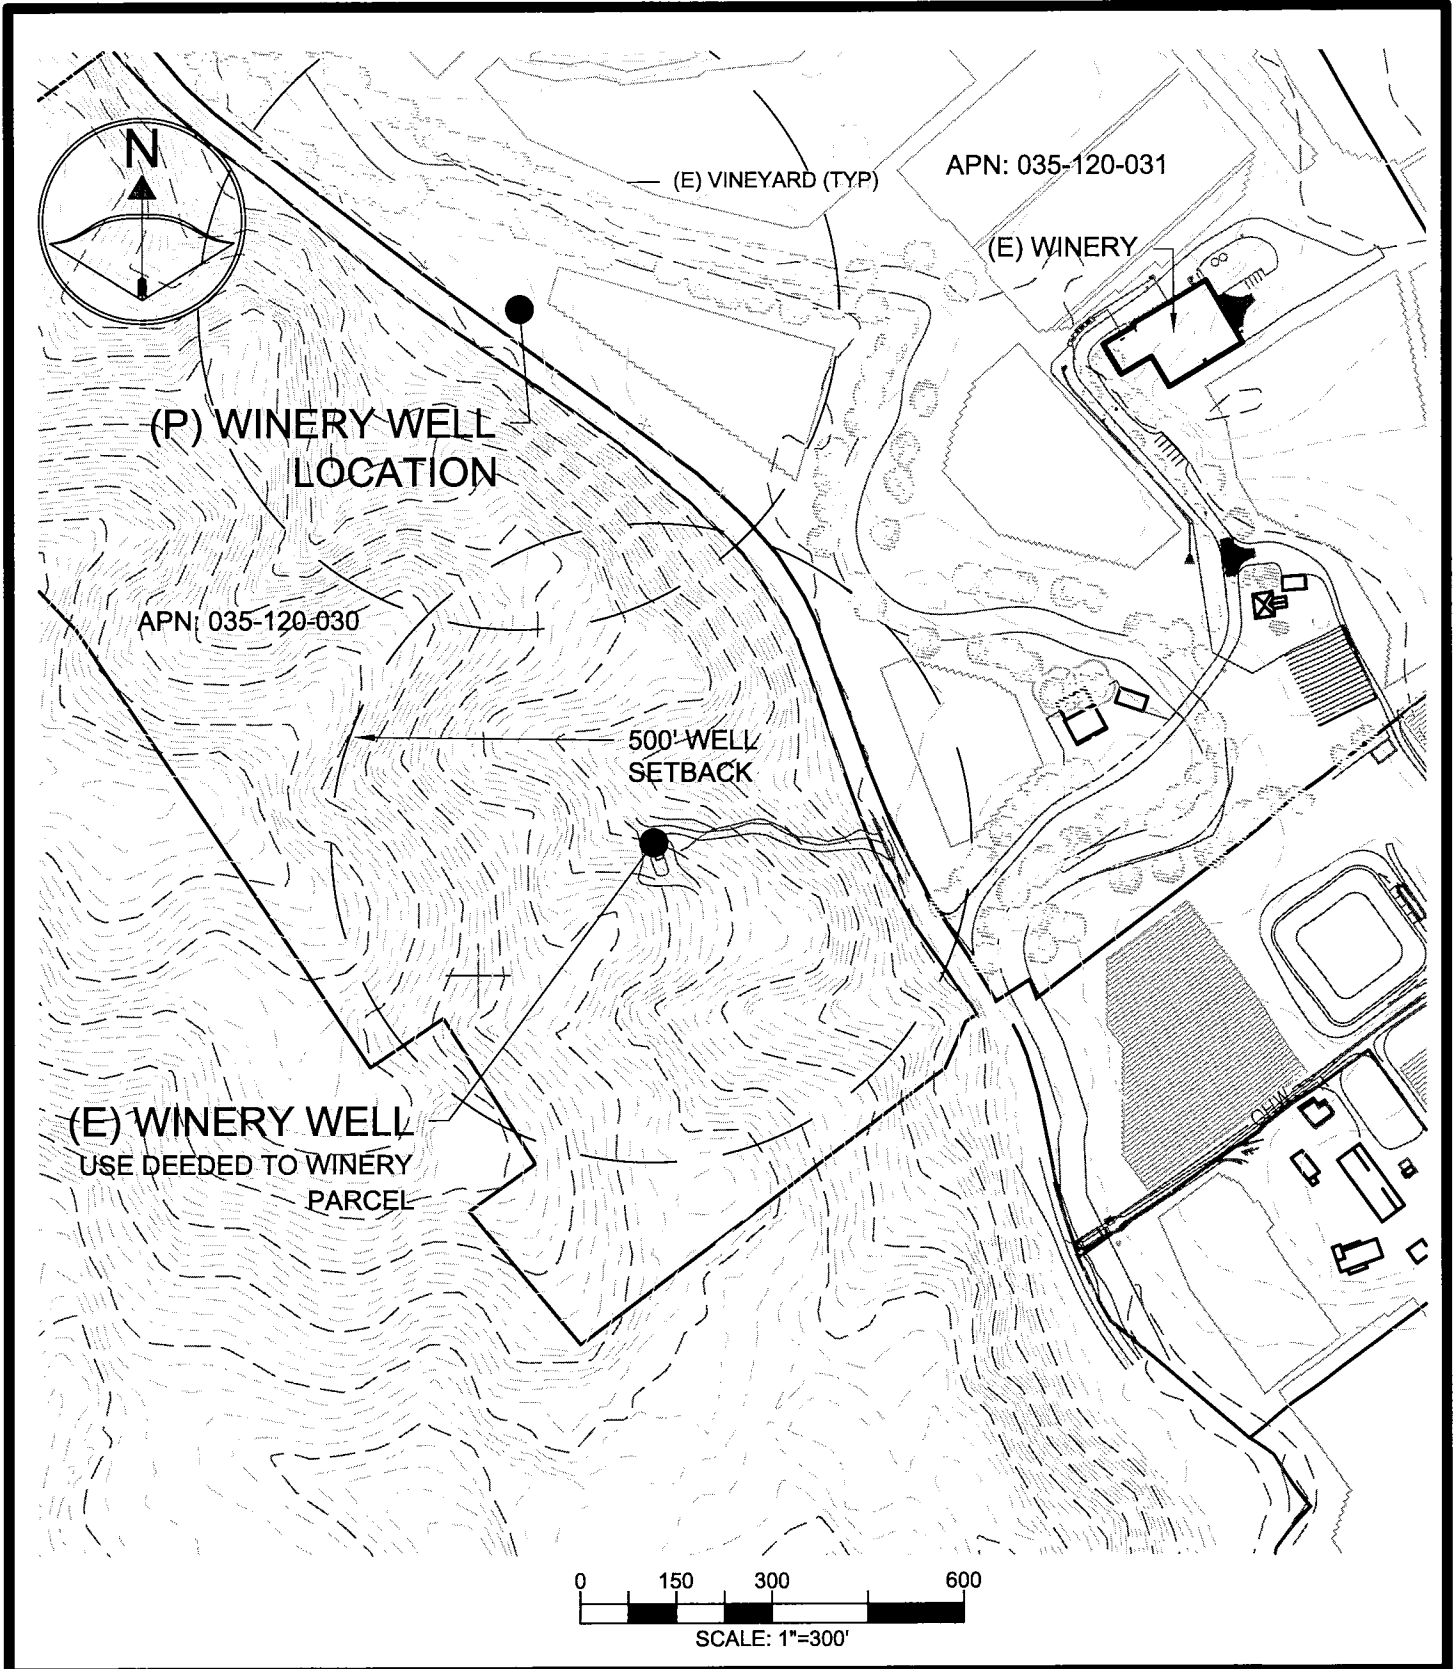 N
APN: 035-120-031
(E) VINEYARD (TYP)
(E) WINERY
(P) WINERY WELL
LOCATION
APN: 035-120-030
500' WELL
SETBACK
(E) WINERY WELL
USE DEEDED TO WINERY
PARCEL
0 150 300 600
SCALE: 1"=300'